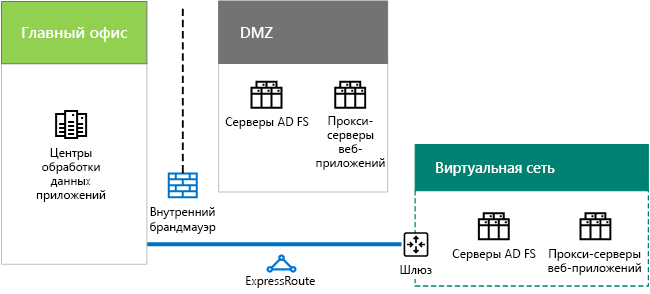 Главный офис
Центры
обработки
данных
приложений
Внутренний
брандмауэр
DMZ
Серверы AD FS
Прокси-
серверы
веб-
приложений
ExpressRoute
Шлюз
Виртуальная сеть
Серверы AD FS
Прокси-серверы
веб-приложений